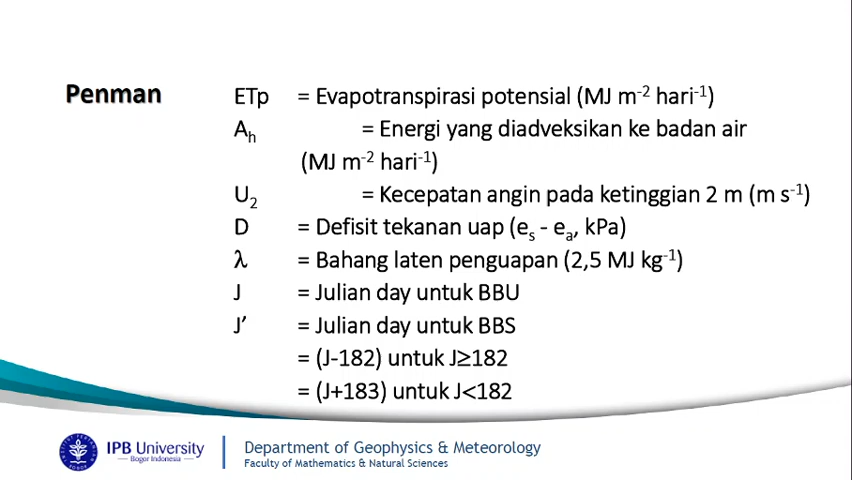 Penman ETp = Evapotranspirasi potensial (MJ m⁻² hari⁻¹)
Aₕ = Energi yang diadveksikan ke badan air
(MJ m⁻² hari⁻¹)
U₂ = Kecepatan angin pada ketinggian 2 m (m s⁻¹)
D = Defisit tekanan uap (eₛ - eₐ, kPa)
λ = Bahang laten penguapan (2,5 MJ kg⁻¹)
J = Julian day untuk BBU
J’ = Julian day untuk BBS
= (J-182) untuk J≥182
= (J+183) untuk J<182
IPB University
Bogor Indonesia
Department of Geophysics & Meteorology
Faculty of Mathematics & Natural Sciences